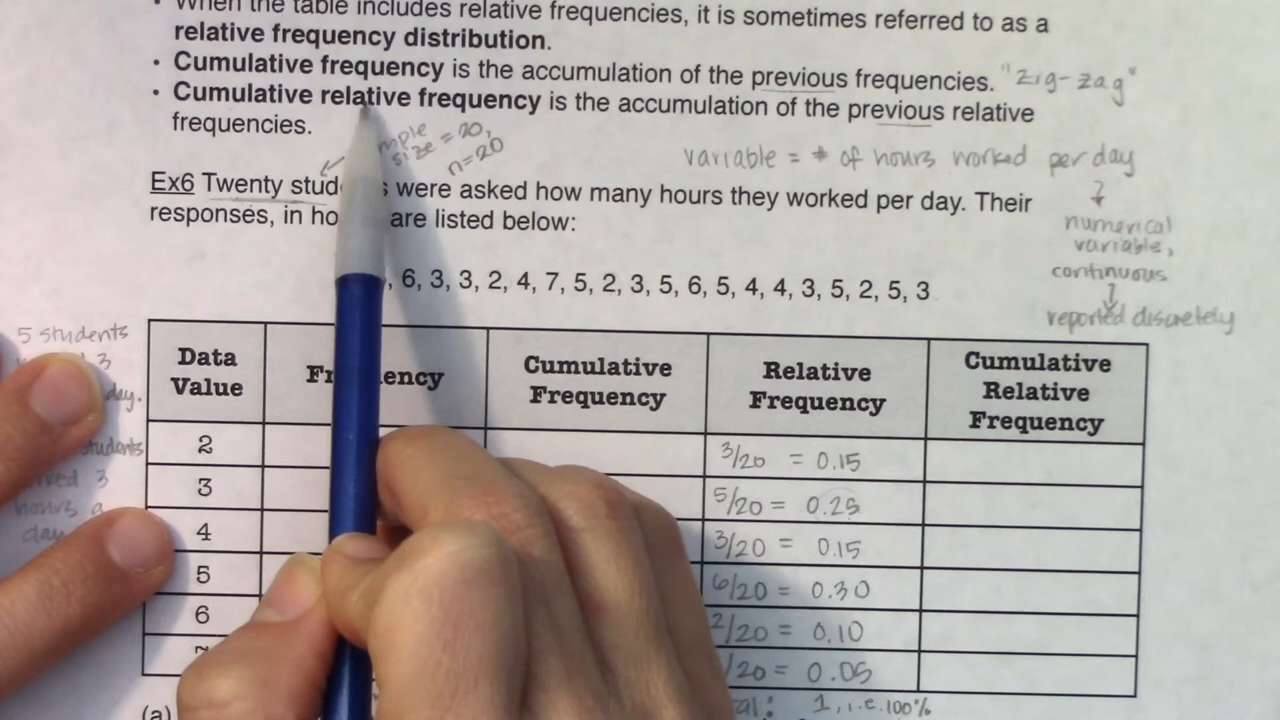 When the table includes relative frequencies, it is sometimes referred to as a
relative frequency distribution.
• Cumulative frequency is the accumulation of the previous frequencies. "zig-zag"
• Cumulative relative frequency is the accumulation of the previous relative
frequencies.
size = 20,
n=20
variable = # of hours worked per day
numerical
variable,
continuous
reported discretely
Ex6 Twenty were asked how many hours they worked per day. Their
responses, in are listed below:
, 6, 3, 3, 2, 4, 7, 5, 2, 3, 5, 6, 5, 4, 4, 3, 5, 2, 5, 3
5 students
3
day.
students
3
hours a
day
Data Value Cumulative Frequency Relative Frequency Cumulative Relative Frequency
2 3/20 = 0.15
3 5/20 = 0.25
4 3/20 = 0.15
5 6/20 = 0.30
6 2/20 = 0.10
/20 = 0.05
1, i.e. 100%
(a)